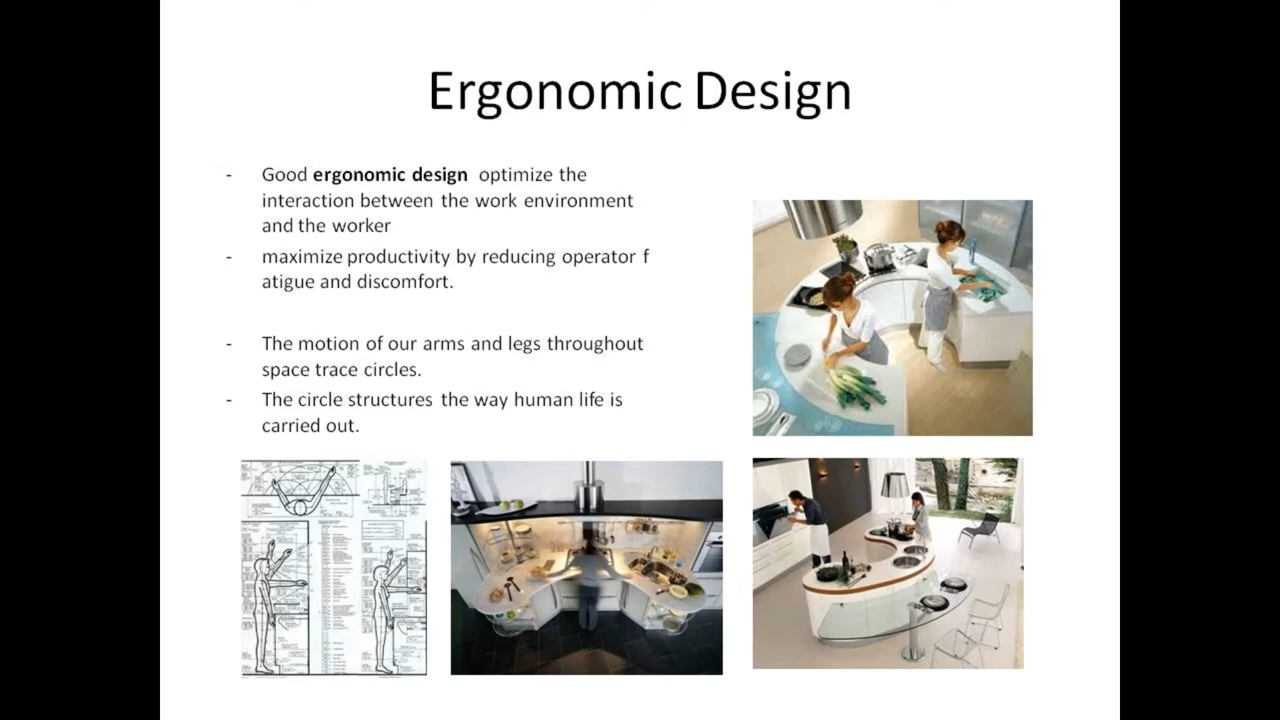 Ergonomic Design
- Good ergonomic design optimize the
interaction between the work environment
and the worker
- maximize productivity by reducing operator f
atigue and discomfort.
- The motion of our arms and legs throughout
space trace circles.
- The circle structures the way human life is
carried out.